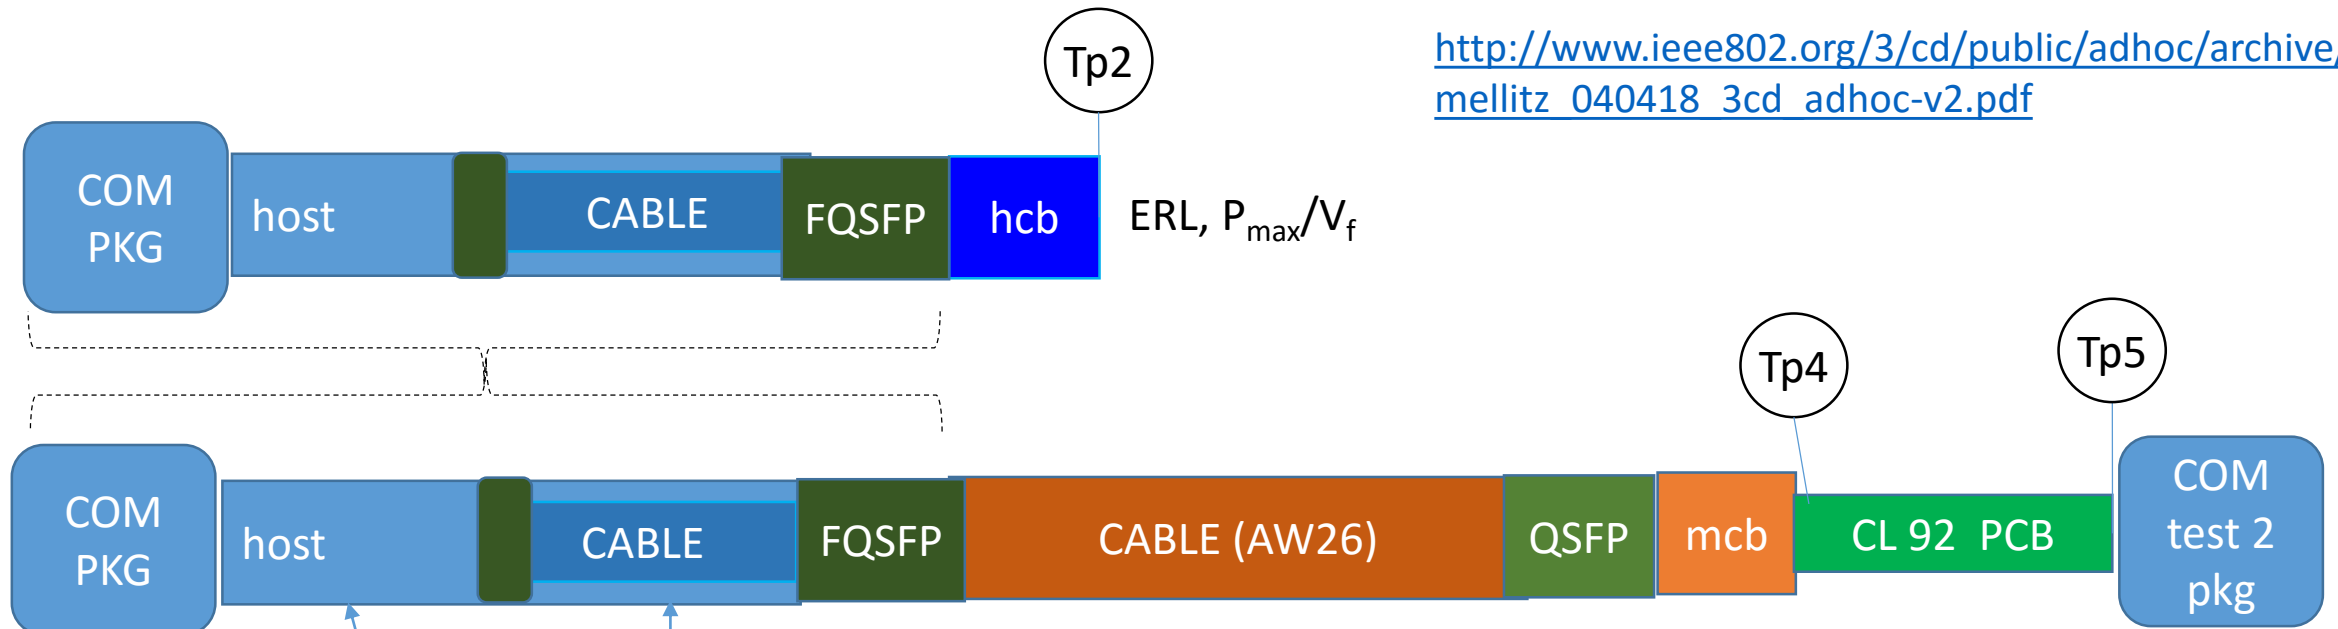 Tp2
http://www.ieee802.org/3/cd/public/adhoc/archive/
mellitz_040418_3cd_adhoc-v2.pdf
COM
PKG
host
CABLE
FQSFP
hcb
ERL, Pmax/Vf
Tp4
Tp5
COM
PKG
host
CABLE
FQSFP
CABLE (AW26)
QSFP
mcb
CL 92 PCB
COM
test 2
pkg